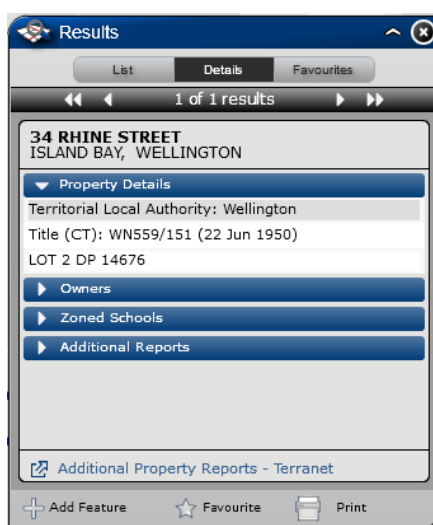 Results
List Details Favourites
1 of 1 results
34 RHINE STREET
ISLAND BAY, WELLINGTON
Property Details
Territorial Local Authority: Wellington
Title (CT): WN559/151 (22 Jun 1950)
LOT 2 DP 14676
Owners
Zoned Schools
Additional Reports
Additional Property Reports - Terranet
Add Feature Favourite Print